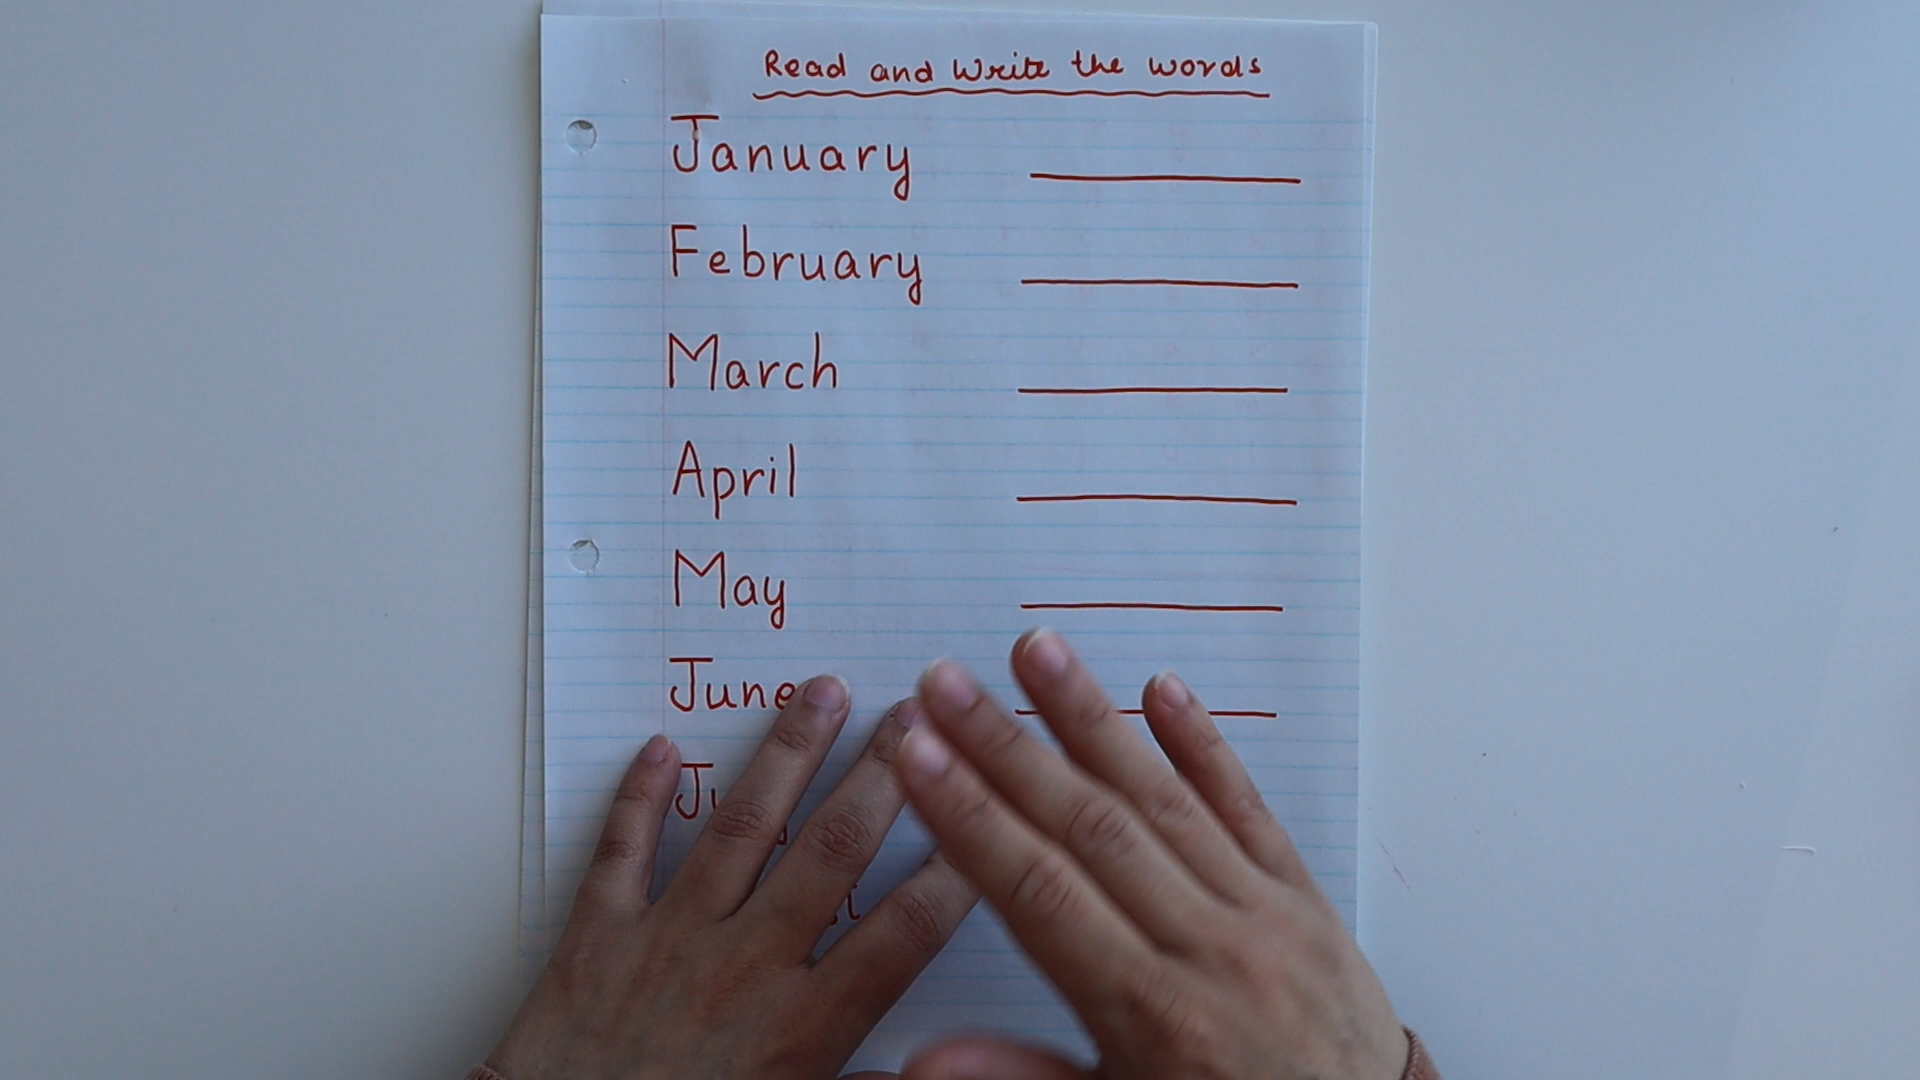 Read and Write the words
January
February
March
April
May
June